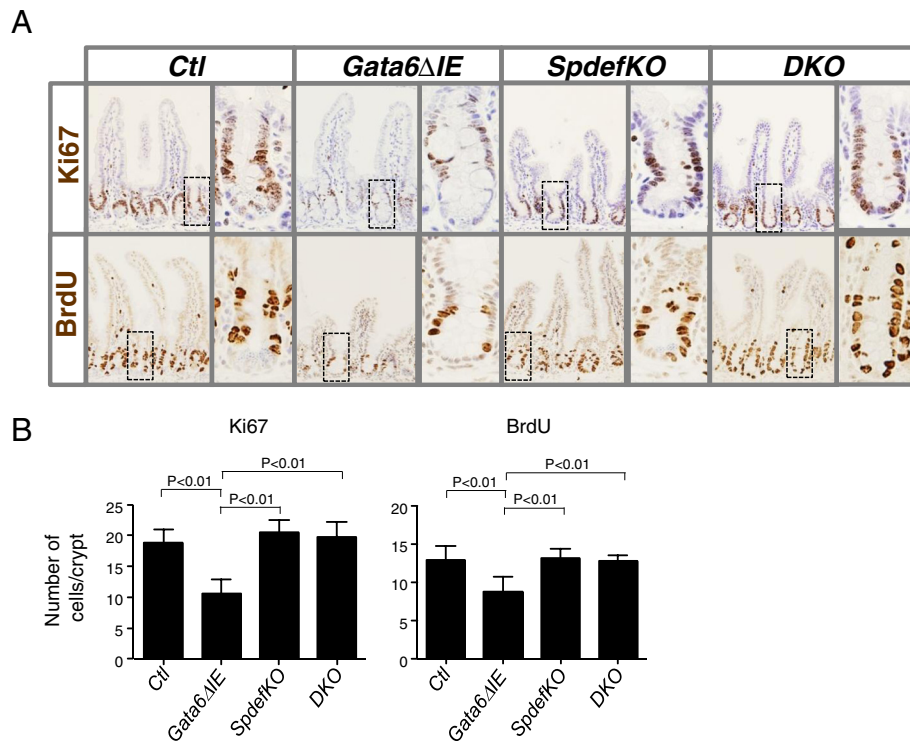 A
Ctl Gata6ΔIE SpdefKO DKO
Ki67
BrdU
B
Ki67
P<0.01
P<0.01
P<0.01
Number of
cells/crypt
25
20
15
10
5
0
Ctl Gata6ΔIE SpdefKO DKO
BrdU
P<0.01
P<0.01
P<0.01
20
15
10
5
0
Ctl Gata6ΔIE SpdefKO DKO